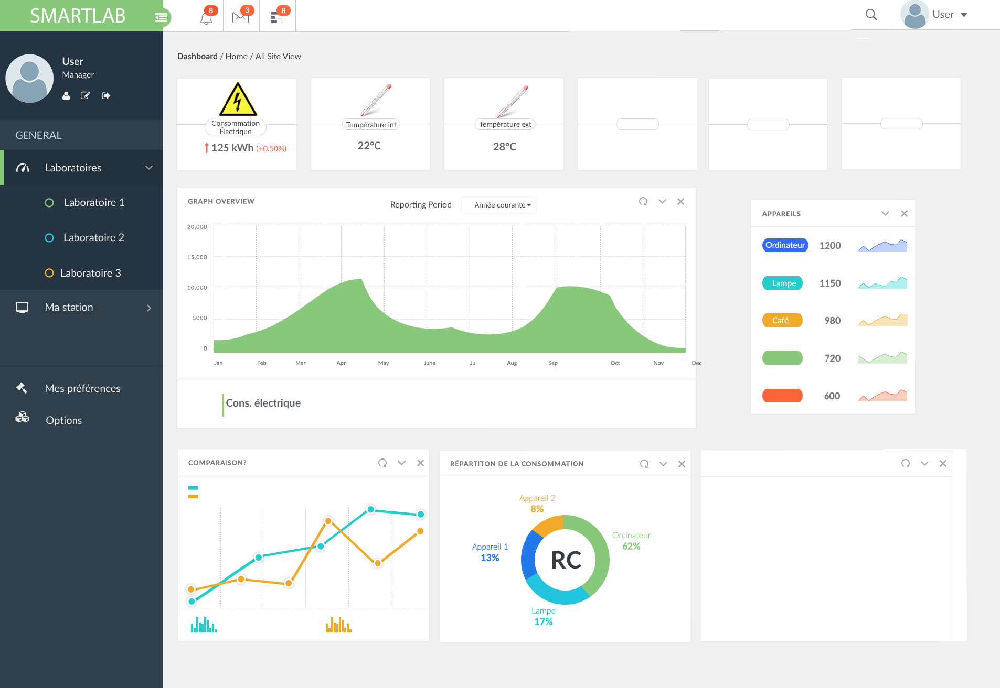 SMARTLAB
8
3
8
User
User
Manager
GENERAL
Laboratoires
Laboratoire 1
Laboratoire 2
Laboratoire 3
Ma station
Mes préférences
Options
Dashboard / Home / All Site View
Consommation
Électrique
125 kWh (+0.50%)
Température int
22°C
Température ext
28°C
GRAPH OVERVIEW
Reporting Period
Année courante
20,000
15,000
10,000
5000
0
Jan Feb Mar Apr May June Jul Aug Sep Oct Nov Dec
Cons. électrique
APPAREILS
Ordinateur 1200
Lampe 1150
Café 980
720
600
COMPARAISON?
RÉPARTITON DE LA CONSOMMATION
Appareil 2
8%
Ordinateur
62%
Appareil 1
13%
RC
Lampe
17%